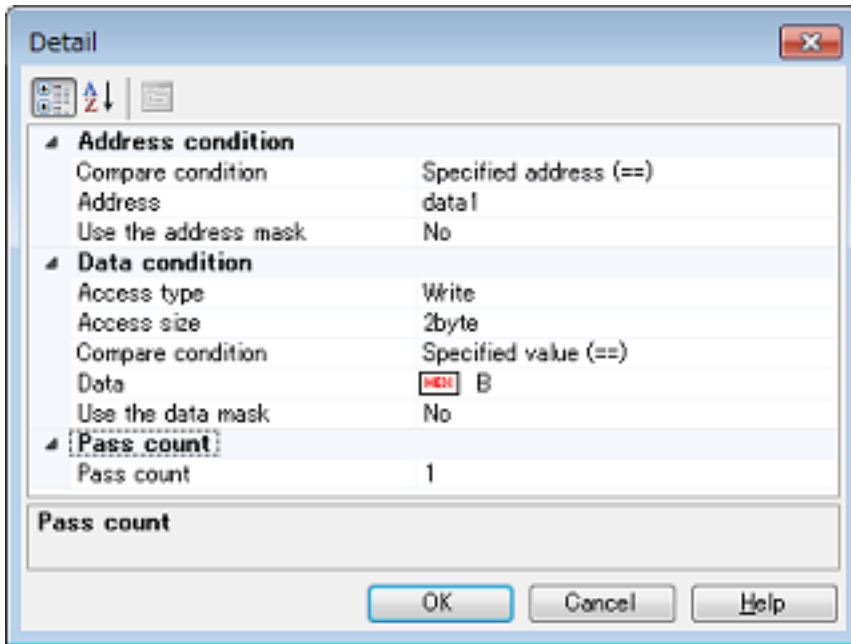 Detail
A
Z
Address condition
Compare condition Specified address (==)
Address data1
Use the address mask No
Data condition
Access type Write
Access size 2byte
Compare condition Specified value (==)
Data HEX B
Use the data mask No
Pass count
Pass count 1
Pass count
OK Cancel Help